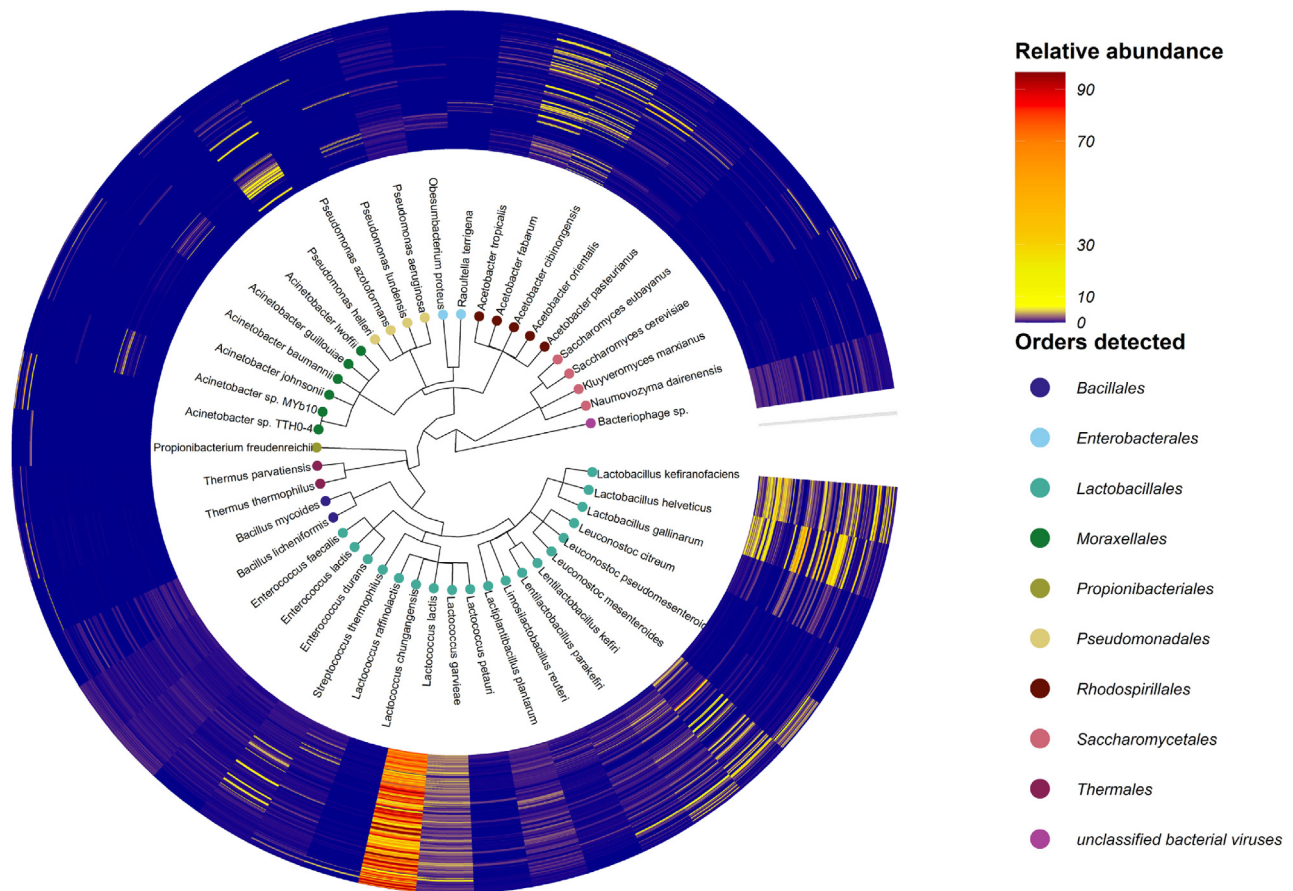 Relative abundance
90
70
30
10
0
Orders detected
Bacillales
Enterobacterales
Lactobacillales
Moraxellales
Propionibacteriales
Pseudomonadales
Rhodospirillales
Saccharomycetales
Thermales
unclassified bacterial viruses
Bacteriophage sp.
Naumovozyma dairenensis
Kluyveromyces marxianus
Saccharomyces cerevisiae
Saccharomyces eubayanus
Acetobacter pasteurianus
Acetobacter orientalis
Acetobacter cibinongensis
Acetobacter fabarum
Acetobacter tropicalis
Raoultella terrigena
Obesumbacterium proteus
Pseudomonas aeruginosa
Pseudomonas lundensis
Pseudomonas azotoformans
Pseudomonas helleri
Acinetobacter lwoffii
Acinetobacter guillouiae
Acinetobacter baumannii
Acinetobacter johnsonii
Acinetobacter sp. MYb10
Acinetobacter sp. TTH0-4
Propionibacterium freudenreichii
Thermus parvatiensis
Thermus thermophilus
Bacillus mycoides
Bacillus licheniformis
Enterococcus faecalis
Enterococcus lactis
Enterococcus durans
Streptococcus thermophilus
Lactococcus raffinolactis
Lactococcus chungangensis
Lactococcus lactis
Lactococcus garvieae
Lactococcus petauri
Lactiplantibacillus plantarum
Limosilactobacillus reuteri
Lentilactobacillus parakefiri
Lentilactobacillus kefiri
Leuconostoc mesenteroides
Leuconostoc pseudomesenteroid
Leuconostoc citreum
Lactobacillus gallinarum
Lactobacillus helveticus
Lactobacillus kefiranofaciens